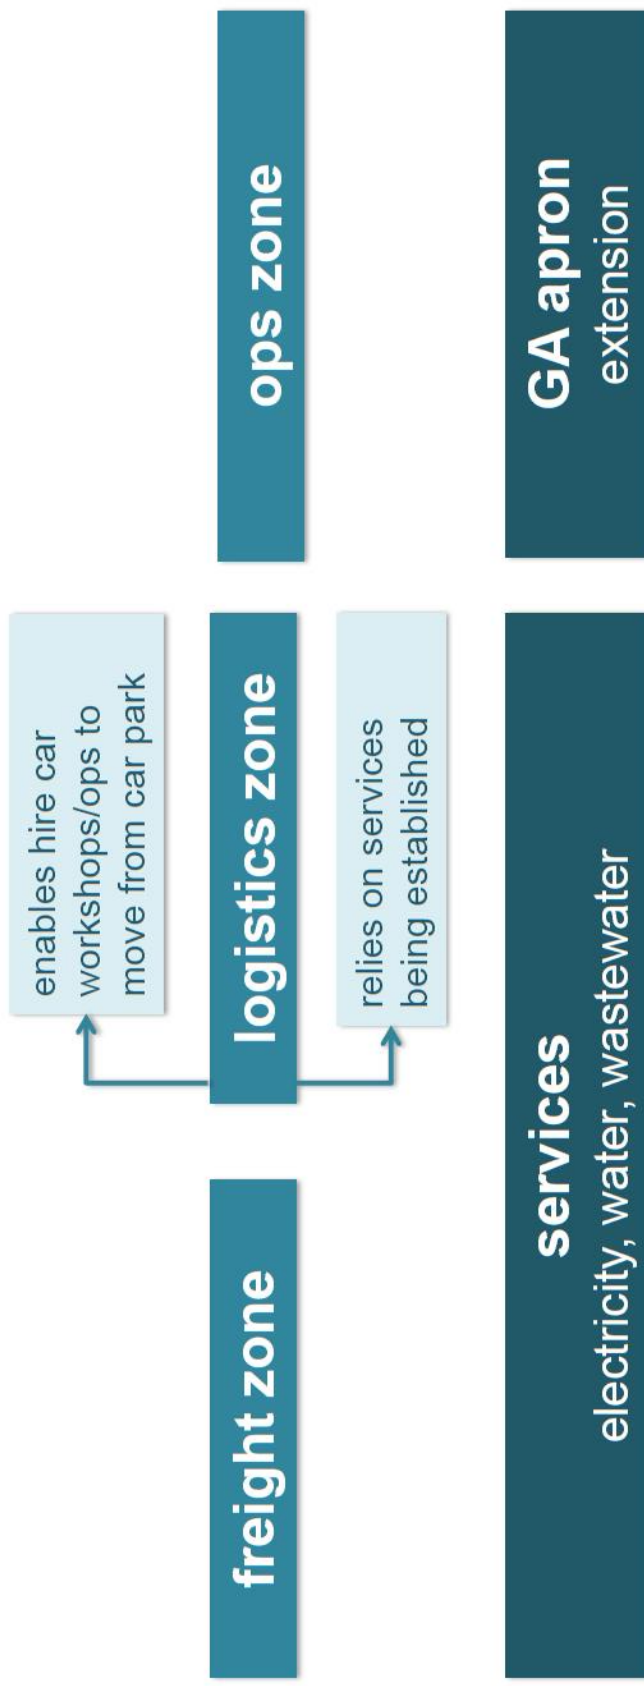 enables hire car
workshops/ops to
move from car park
freight zone
logistics zone
ops zone
relies on services
being established
services
electricity, water, wastewater
GA apron
extension